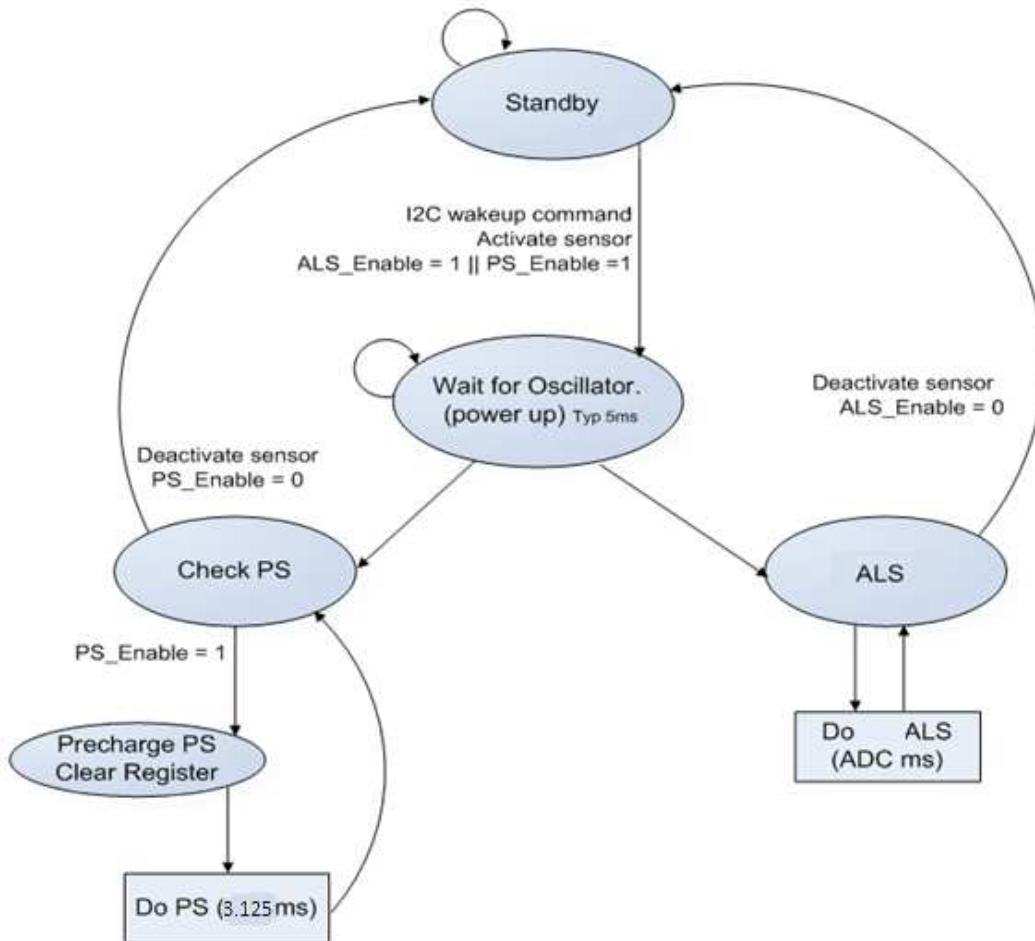 Standby
I2C wakeup command
Activate sensor
ALS_Enable = 1 || PS_Enable =1
Wait for Oscillator.
(power up) Typ 5ms
Deactivate sensor
ALS_Enable = 0
Deactivate sensor
PS_Enable = 0
Check PS
ALS
PS_Enable = 1
Precharge PS
Clear Register
Do ALS
(ADC ms)
Do PS (3.125ms)